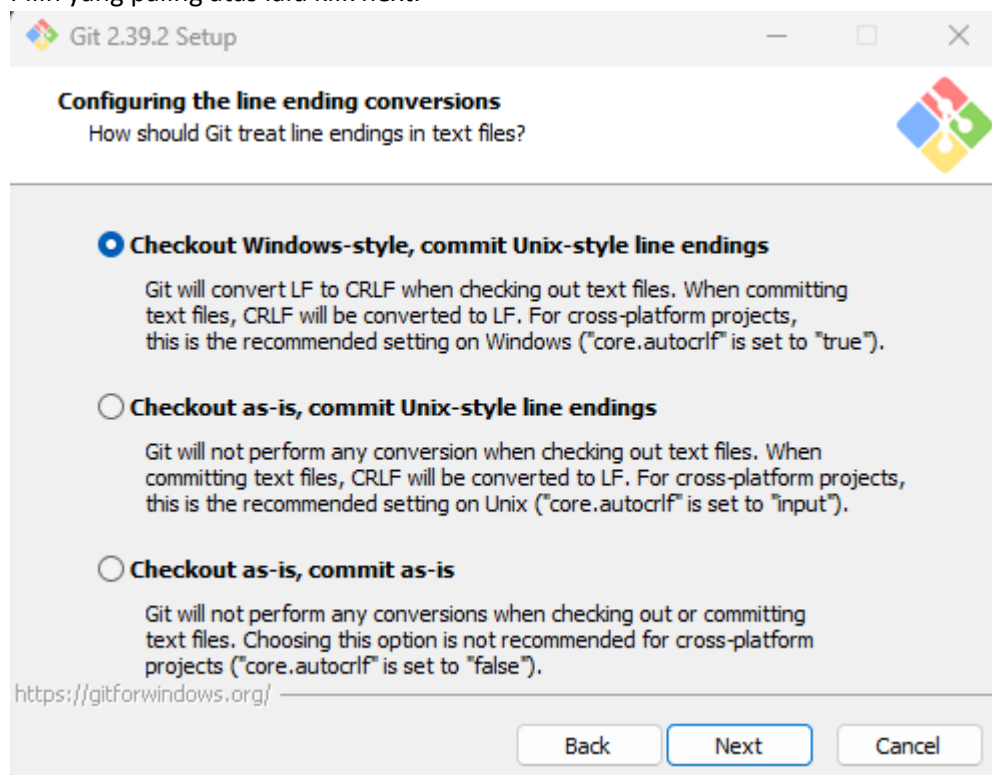 Pilih yang paling atas lalu klik next.
Git 2.39.2 Setup
Configuring the line ending conversions
How should Git treat line endings in text files?
Checkout Windows-style, commit Unix-style line endings
Git will convert LF to CRLF when checking out text files. When committing
text files, CRLF will be converted to LF. For cross-platform projects,
this is the recommended setting on Windows ("core.autocrlf" is set to "true").
Checkout as-is, commit Unix-style line endings
Git will not perform any conversion when checking out text files. When
committing text files, CRLF will be converted to LF. For cross-platform projects,
this is the recommended setting on Unix ("core.autocrlf" is set to "input").
Checkout as-is, commit as-is
Git will not perform any conversions when checking out or committing
text files. Choosing this option is not recommended for cross-platform
projects ("core.autocrlf" is set to "false").
https://gitforwindows.org/
Back Next Cancel